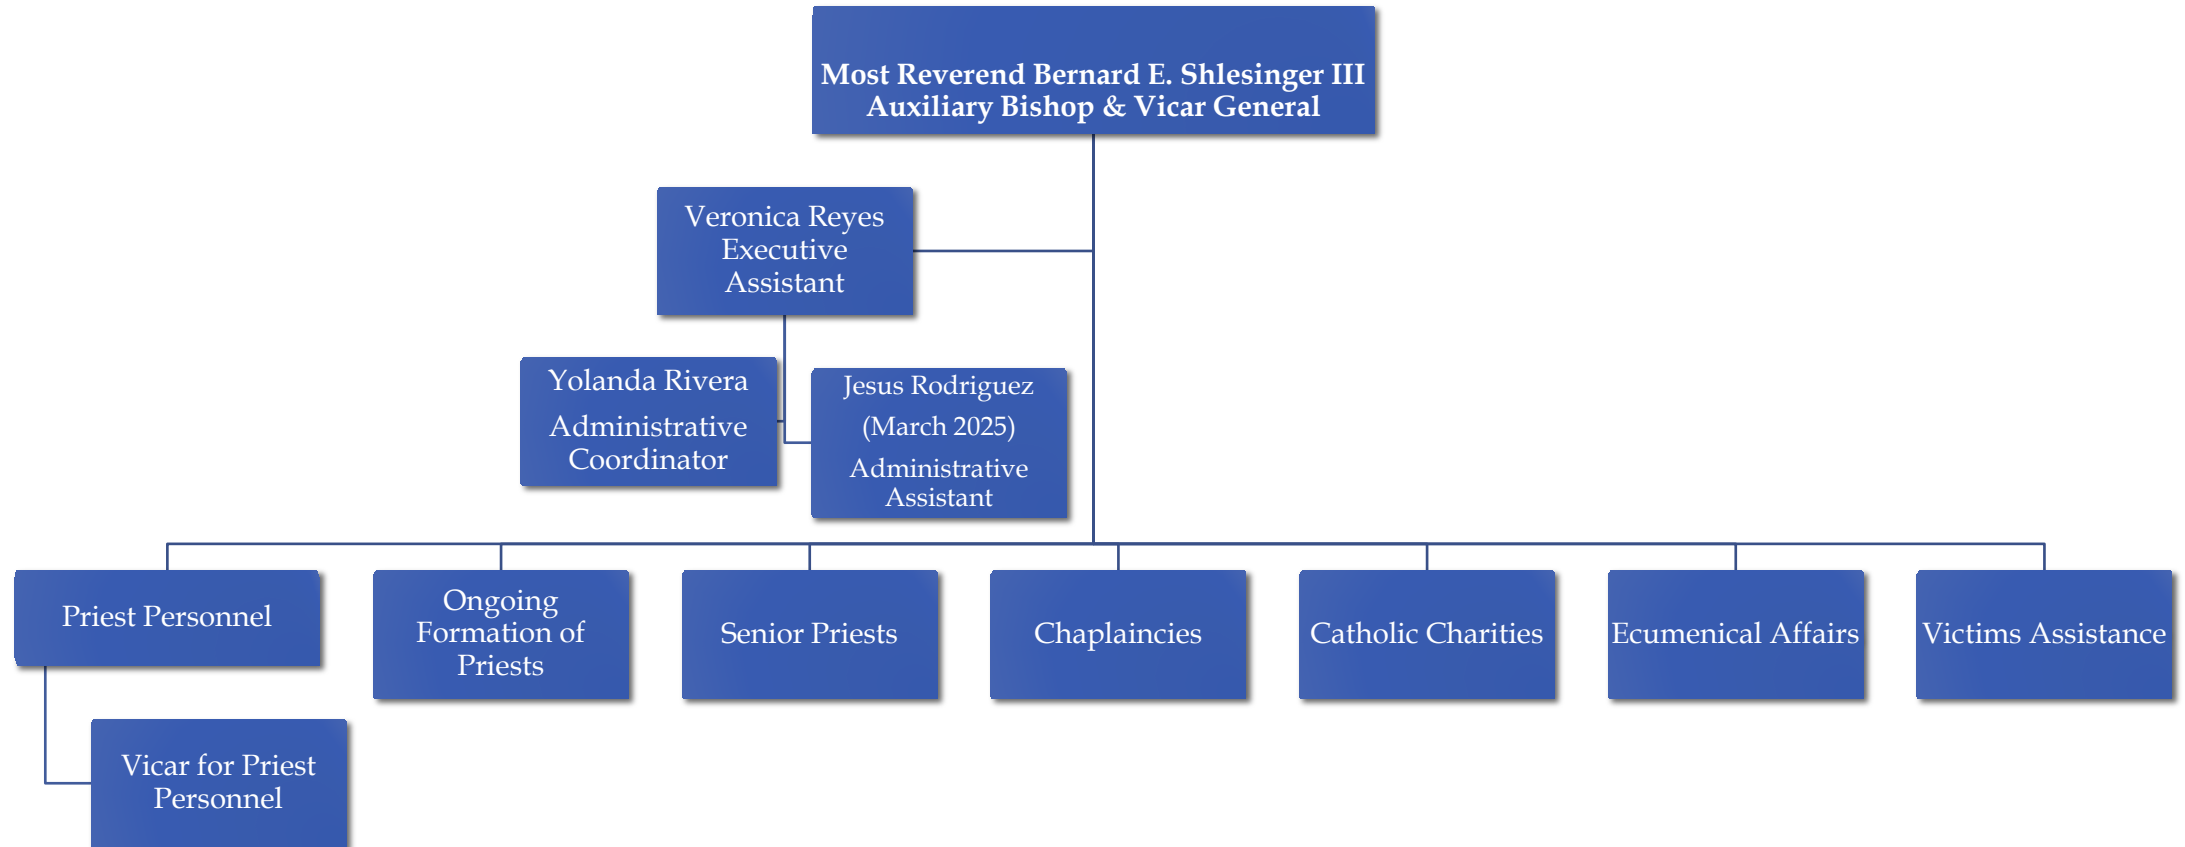 Most Reverend Bernard E. Shlesinger III
Auxiliary Bishop & Vicar General
Veronica Reyes
Executive
Assistant
Yolanda Rivera
Administrative
Coordinator
Jesus Rodriguez
(March 2025)
Administrative
Assistant
Priest Personnel
Ongoing
Formation of
Priests
Senior Priests
Chaplaincies
Catholic Charities
Ecumenical Affairs
Victims Assistance
Vicar for Priest
Personnel